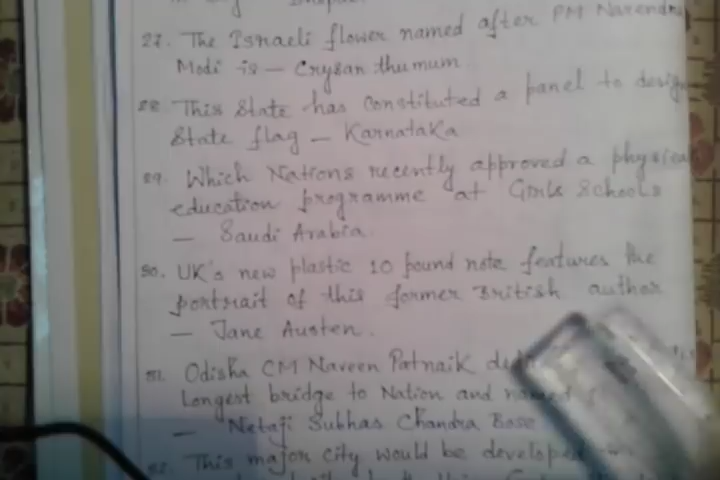 27. The Israeli flower named after PM Narendra
Modi is - Crysan thumum
28. This State has constituted a panel to design
State flag - Karnataka
29. Which Nations recently approved a physical
education programme at Girls Schools
- Saudi Arabia.
30. UK's new plastic 10 pound note features the
portrait of this former British author
- Jane Austen.
31. Odisha CM Naveen Patnaik
Longest bridge to Nation and named
- Netaji Subhas Chandra Bose
32. This major city would be developed